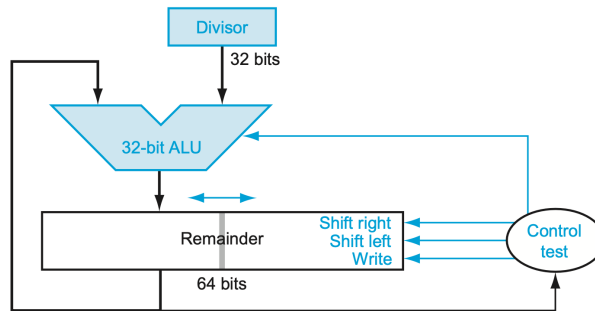 Divisor
32 bits
32-bit ALU
Remainder
Shift right
Shift left
Write
Control
test
64 bits